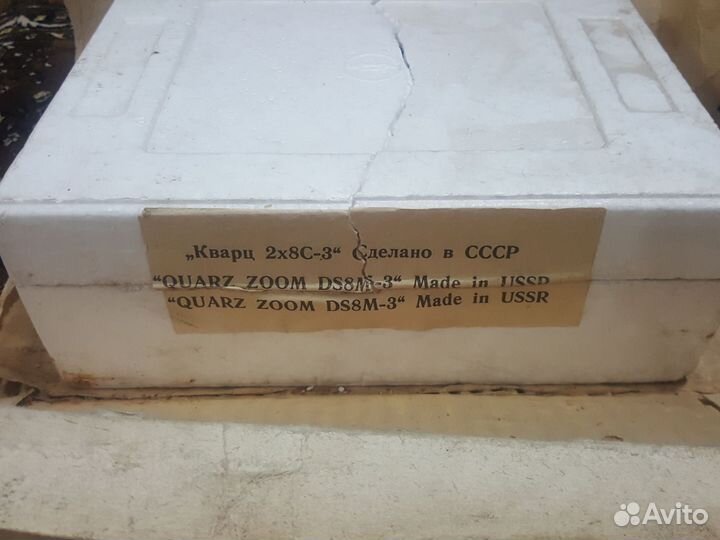 „Кварц 2x8С-3“ Сделано в СССР
“QUARZ ZOOM DS8M-3“ Made in USSR
“QUARZ ZOOM DS8M-3“ Made in USSR
Avito